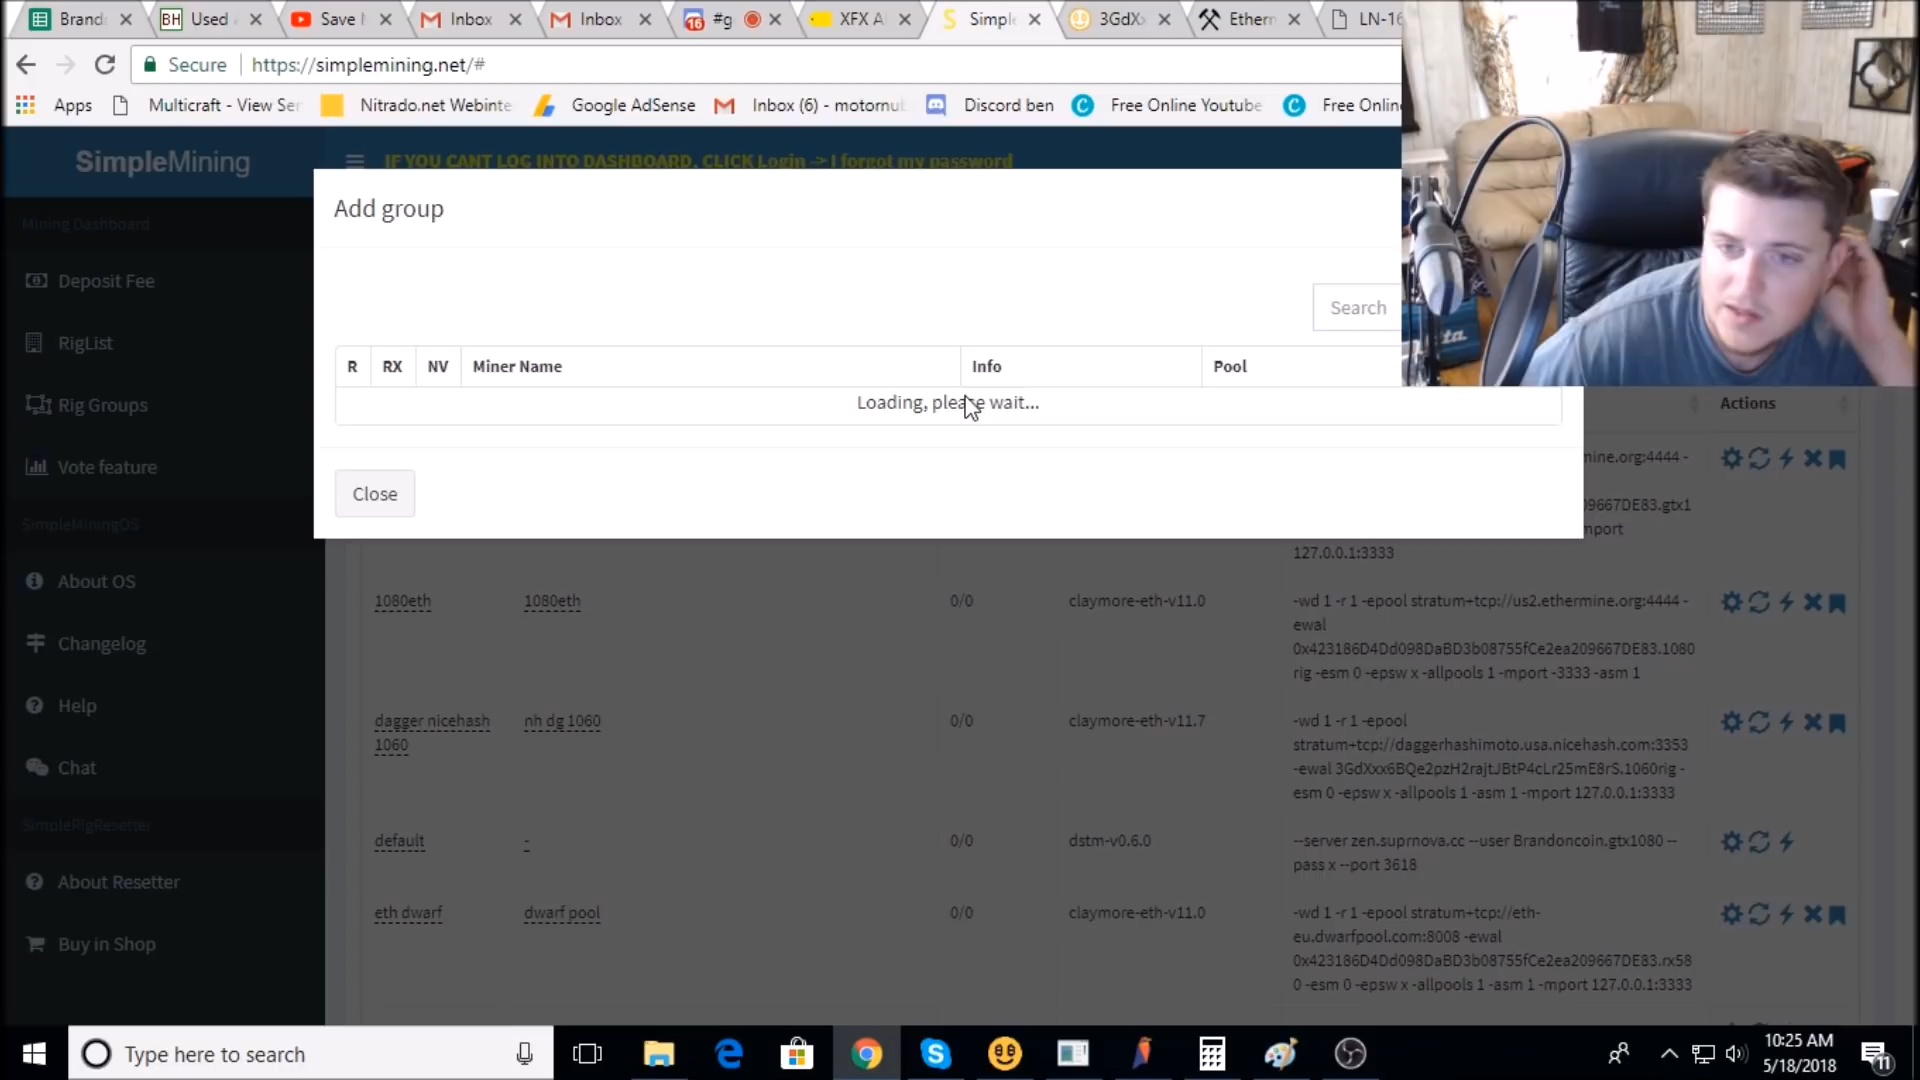 Brand
Used
Save
Inbox
Inbox
16
#g
XFX A
Simple
3GdX
Etherm
LN-16
Secure
https://simplemining.net/#
Apps
Multicraft - View Ser
Nitrado.net Webinte
Google AdSense
Inbox (6) - motornu
Discord ben
Free Online Youtube
Free Onlin
SimpleMining
IF YOU CANT LOG INTO DASHBOARD, CLICK Login -> I forgot my password
Mining Dashboard
Deposit Fee
RigList
Rig Groups
Vote feature
SimpleMiningOS
About OS
Changelog
Help
Chat
SimpleRigResetter
About Resetter
Buy in Shop
Add group
Search
R RX NV Miner Name Info Pool
Loading, please wait...
Close
Actions
mine.org:4444 -
9667DE83.gtx1
mport
127.0.0.1:3333
1080eth 1080eth 0/0 claymore-eth-v11.0 -wd 1 -r 1 -epool stratum+tcp://us2.ethermine.org:4444 -
ewal
0x423186D4Dd098DaBD3b08755fCe2ea209667DE83.1080
rig -esm 0 -epsw x -allpools 1 -mport -3333 -asm 1
dagger nicehash nh dg 1060 0/0 claymore-eth-v11.7 -wd 1 -r 1 -epool
1060 stratum+tcp://daggerhashimoto.usa.nicehash.com:3353
-ewal 3GdXxx6BQe2pzH2rajtJBtP4cLr25mE8rS.1060rig -
esm 0 -epsw x -allpools 1 -asm 1 -mport 127.0.0.1:3333
default - 0/0 dstm-v0.6.0 --server zen.suprnova.cc --user Brandoncoin.gtx1080 --
pass x --port 3618
eth dwarf dwarf pool 0/0 claymore-eth-v11.0 -wd 1 -r 1 -epool stratum+tcp://eth-
eu.dwarfpool.com:8008 -ewal
0x423186D4Dd098DaBD3b08755fCe2ea209667DE83.rx58
0 -esm 0 -epsw x -allpools 1 -asm 1 -mport 127.0.0.1:3333
Type here to search
10:25 AM
5/18/2018
11